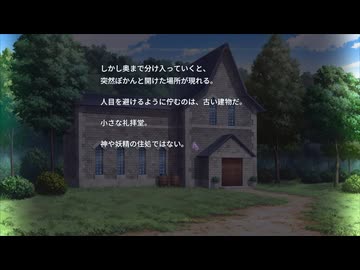 しかし奥まで分け入っていくと、
突然ぽかんと開けた場所が現れる。
人目を避けるように佇むのは、古い建物だ。
小さな礼拝堂。
神や妖精の住処ではない。